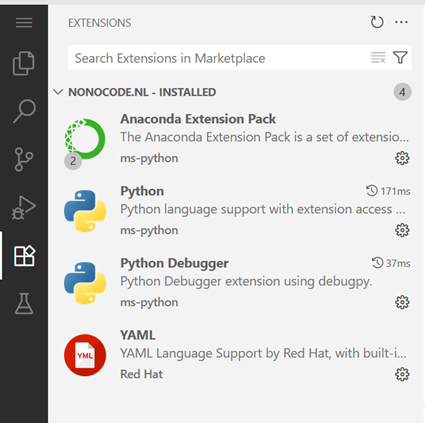 EXTENSIONS
Search Extensions in Marketplace
NONOCODE.NL - INSTALLED 4
Anaconda Extension Pack
The Anaconda Extension Pack is a set of extensio...
2 ms-python
Python 171ms
Python language support with extension access ...
ms-python
Python Debugger 37ms
Python Debugger extension using debugpy.
ms-python
YAML
YAML Language Support by Red Hat, with built-i...
YML
Red Hat